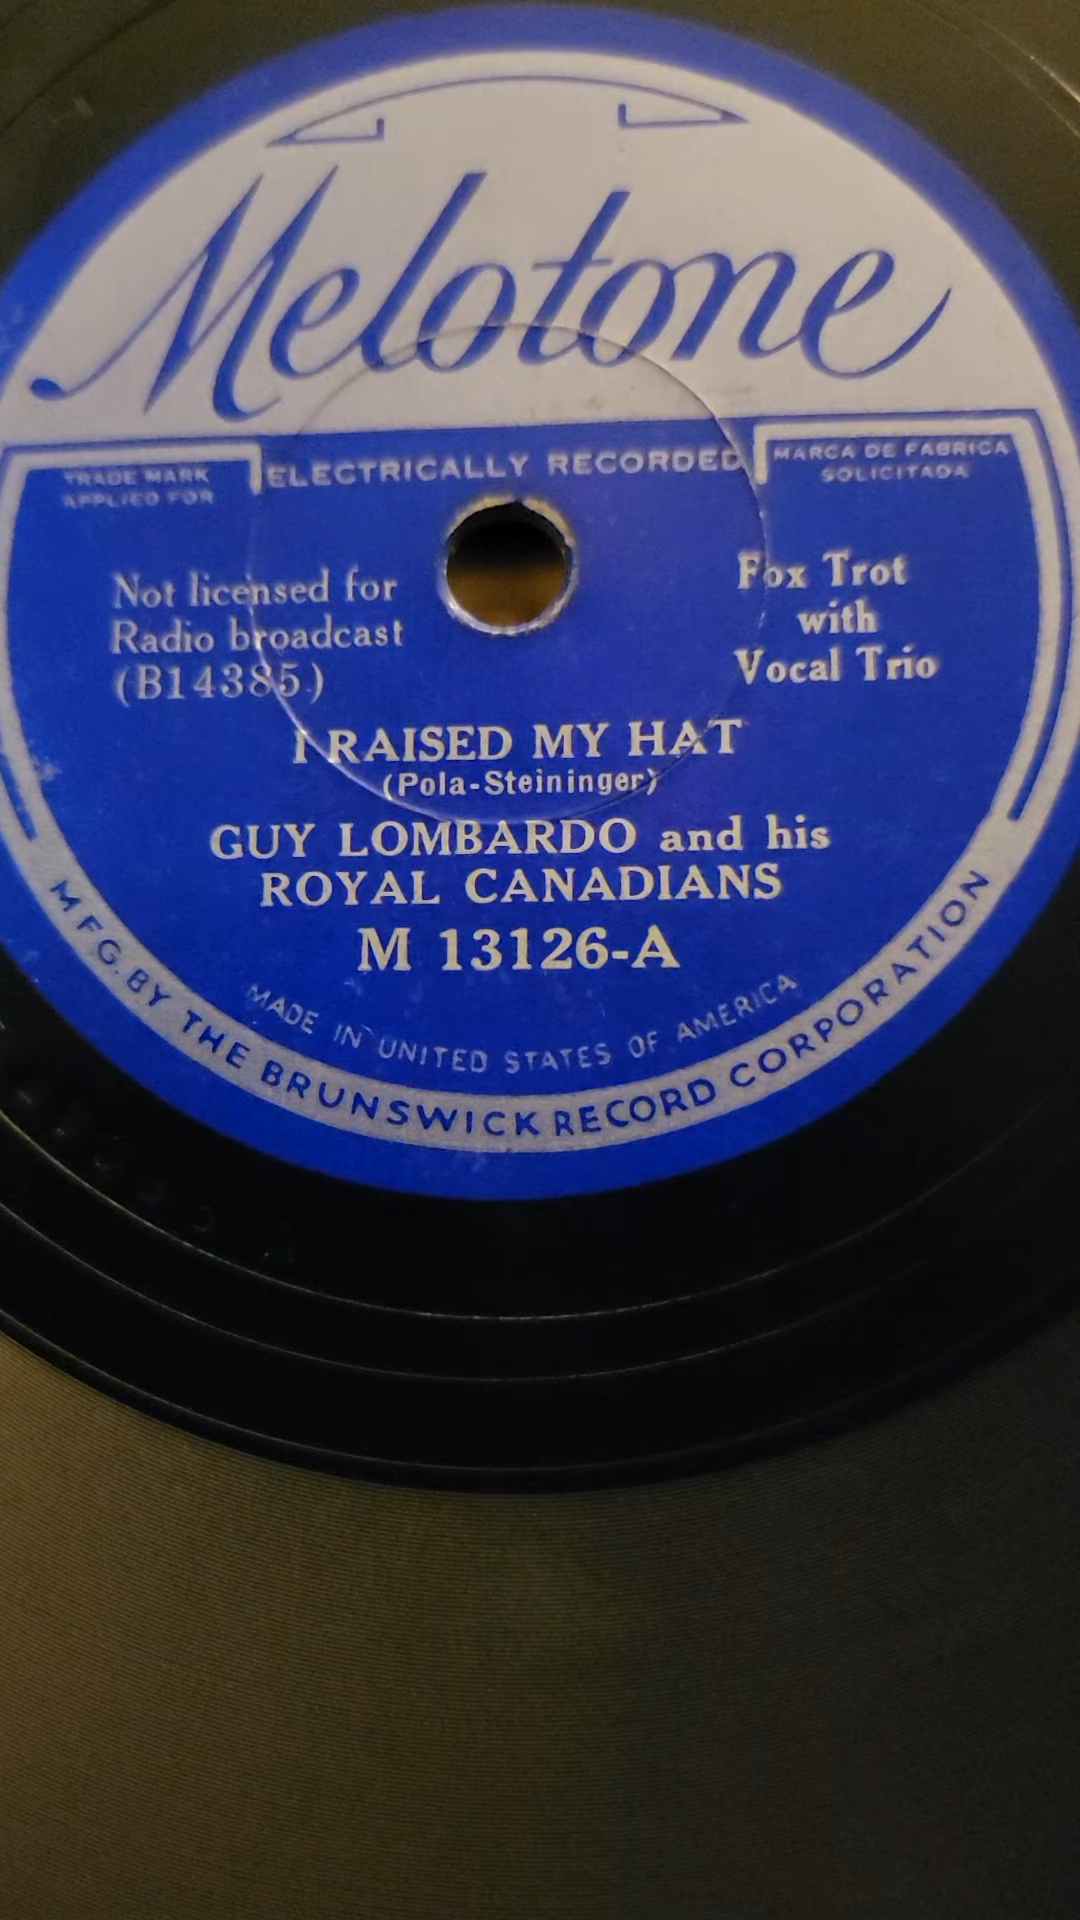 Melotone
ELECTRICALLY RECORDED
TRADE MARK
APPLIED FOR
MARCA DE FABRICA
SOLICITADA
Not licensed for
Radio broadcast
(B14385)
Fox Trot
with
Vocal Trio
I RAISED MY HAT
(Pola-Steininger)
GUY LOMBARDO and his
ROYAL CANADIANS
M 13126-A
MADE IN UNITED STATES OF AMERICA
MFG. BY THE BRUNSWICK RECORD CORPORATION